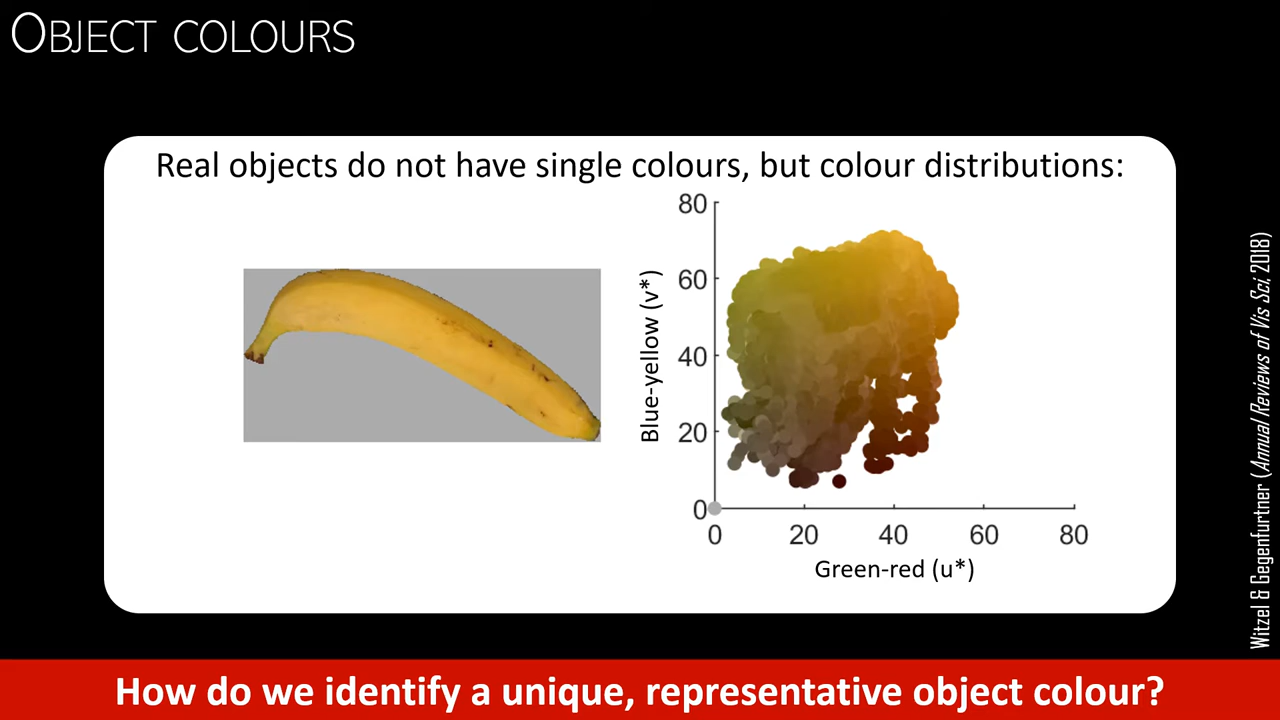 OBJECT COLOURS
Real objects do not have single colours, but colour distributions:
80
60
40
20
0
Blue-yellow (v*)
0 20 40 60 80
Green-red (u*)
Witzel & Gegenfurtner (Annual Reviews of Vis Sci, 2018)
How do we identify a unique, representative object colour?